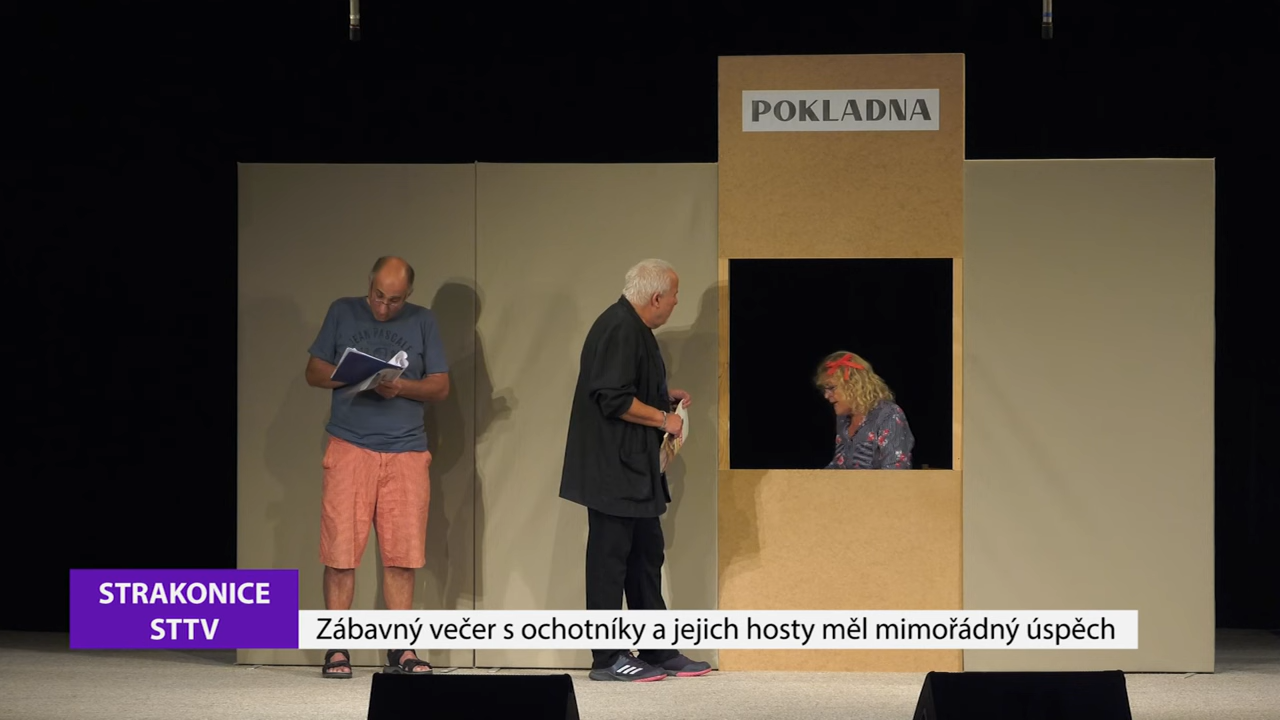 POKLADNA
STRAKONICE
STTV
Zábavný večer s ochotníky a jejich hosty měl mimořádný úspěch